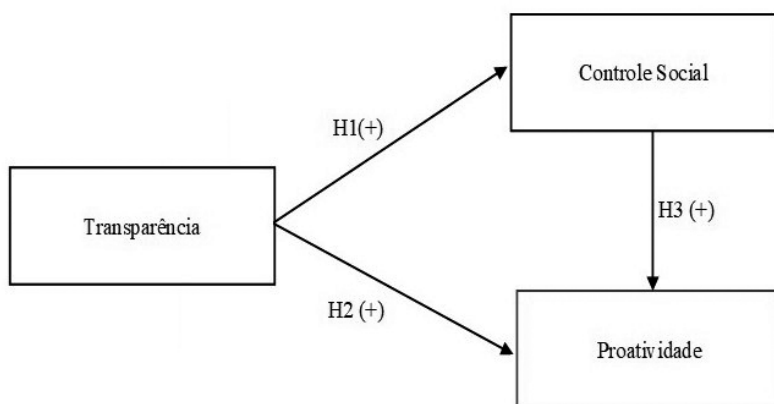 Controle Social
H1(+)
Transparência
H3 (+)
H2 (+)
Proatividade